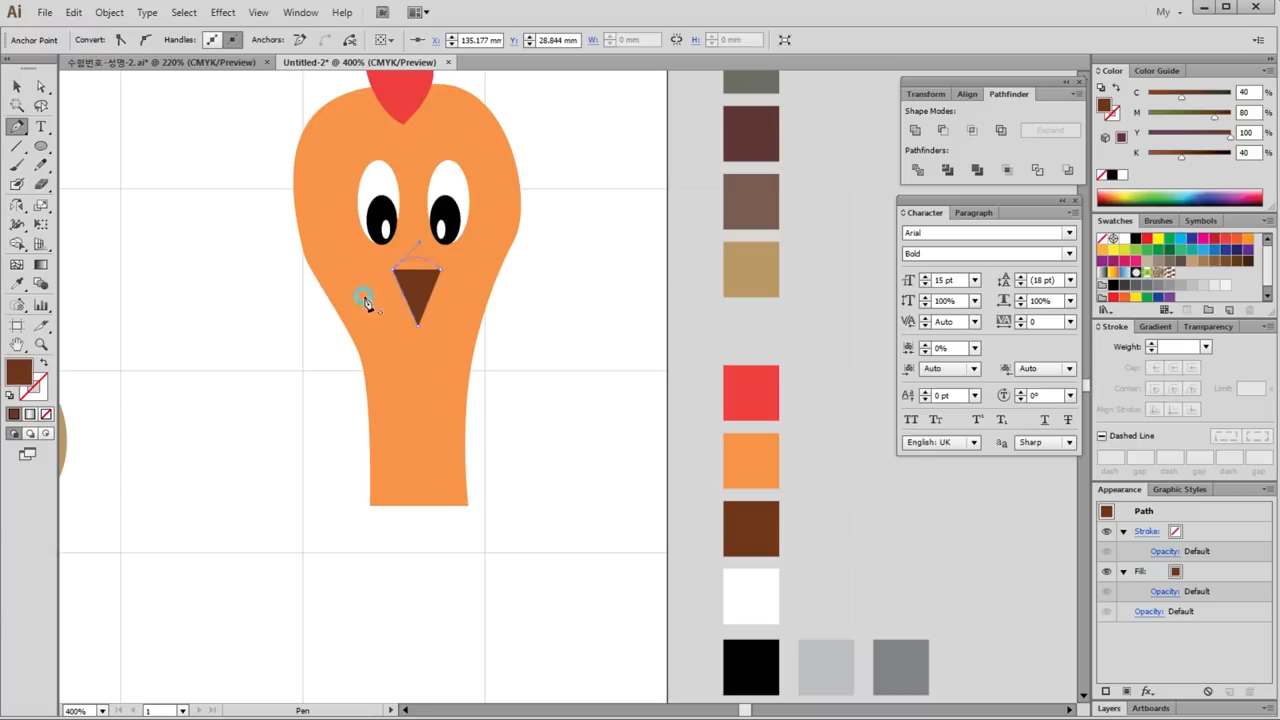 Ai File Edit Object Type Select Effect View Window Help Br My
Anchor Point Convert: Handles: Anchors: X: 135.177 mm Y: 28.844 mm W: 0 mm H: 0 mm
수험번호-성명-2.ai* @ 220% (CMYK/Preview) × Untitled-2* @ 400% (CMYK/Preview) ×
Color Color Guide
C 40 %
M 80 %
Y 100 %
K 40 %
Transform Align Pathfinder
Shape Modes:
Expand
Pathfinders:
Character Paragraph
Arial
Bold
15 pt (18 pt)
100% 100%
Auto 0
0%
Auto Auto
0 pt 0°
English: UK Sharp
Swatches Brushes Symbols
Stroke Gradient Transparency
Weight:
Cap:
Corner: Limit:
Align Stroke:
Dashed Line
dash gap dash gap dash gap
Appearance Graphic Styles
Path
Stroke:
Opacity: Default
Fill:
Opacity: Default
Opacity: Default
fx
Layers Artboards
400% 1 Pen